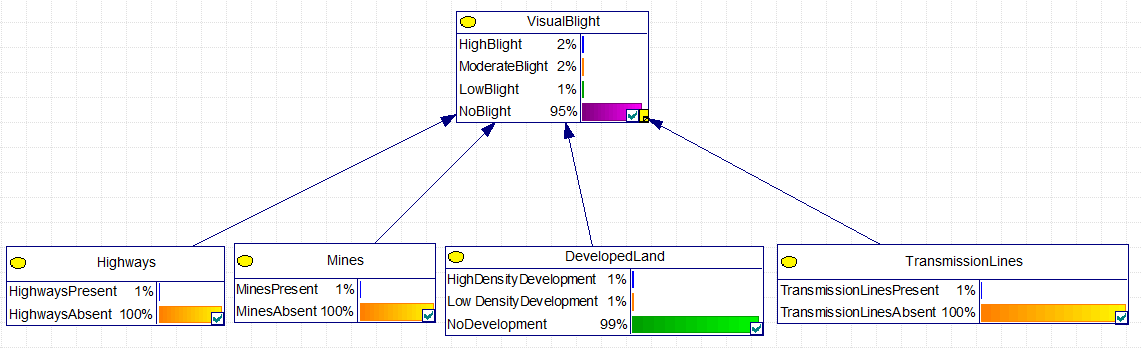 VisualBlight
HighBlight 2%
ModerateBlight 2%
LowBlight 1%
NoBlight 95%
Highways
HighwaysPresent 1%
HighwaysAbsent 100%
Mines
MinesPresent 1%
MinesAbsent 100%
DevelopedLand
HighDensityDevelopment 1%
Low DensityDevelopment 1%
NoDevelopment 99%
TransmissionLines
TransmissionLinesPresent 1%
TransmissionLinesAbsent 100%